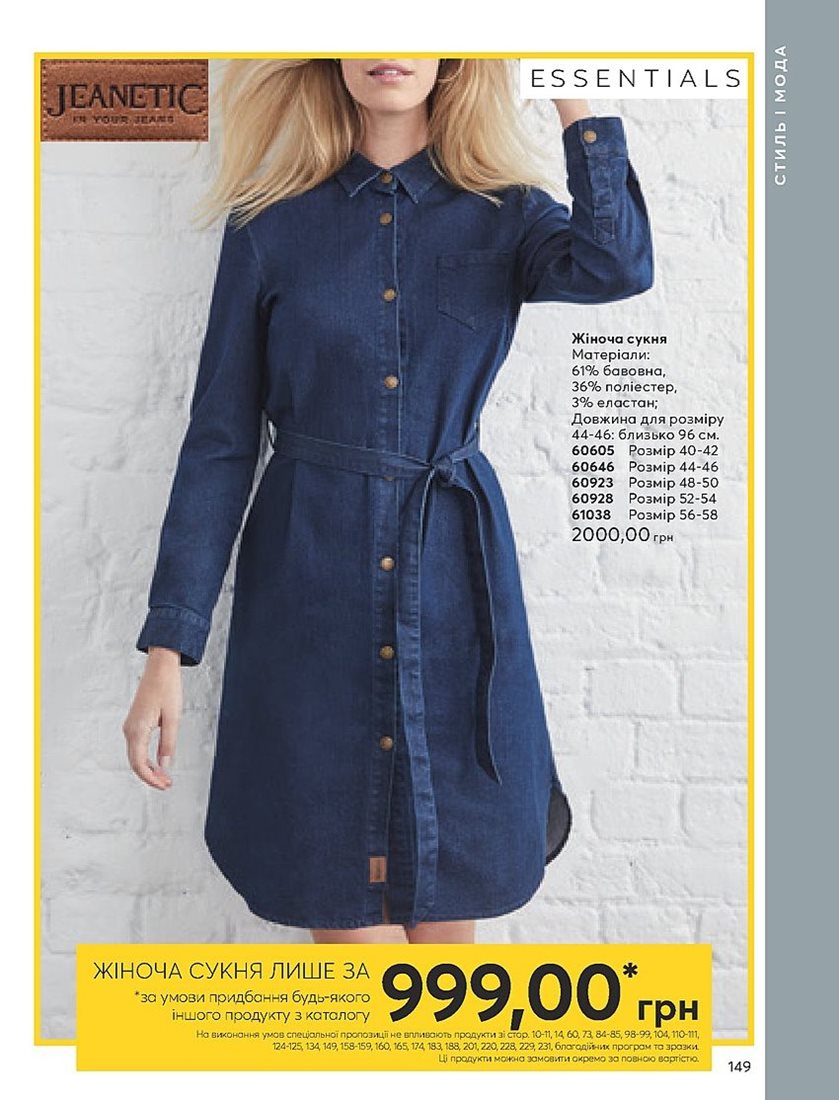 JEANETIC
IN YOUR JEANS
ESSENTIALS
СТИЛЬ І МОДА
Жіноча сукня
Матеріали:
61% бавовна,
36% поліестер,
3% еластан;
Довжина для розміру
44-46: близько 96 см.
60605 Розмір 40-42
60646 Розмір 44-46
60923 Розмір 48-50
60928 Розмір 52-54
61038 Розмір 56-58
2000,00 грн
ЖІНОЧА СУКНЯ ЛИШЕ ЗА
*за умови придбання будь-якого
іншого продукту з каталогу
999,00* грн
На виконання умов спеціальної пропозиції не впливають продукти зі стор. 10-11, 14, 60, 73, 84-85, 98-99, 104, 110-111,
124-125, 134, 149, 158-159, 160, 165, 174, 183, 188, 201, 220, 228, 229, 231, благодійних програм та зразки.
Ці продукти можна замовити окремо за повною вартістю.
149